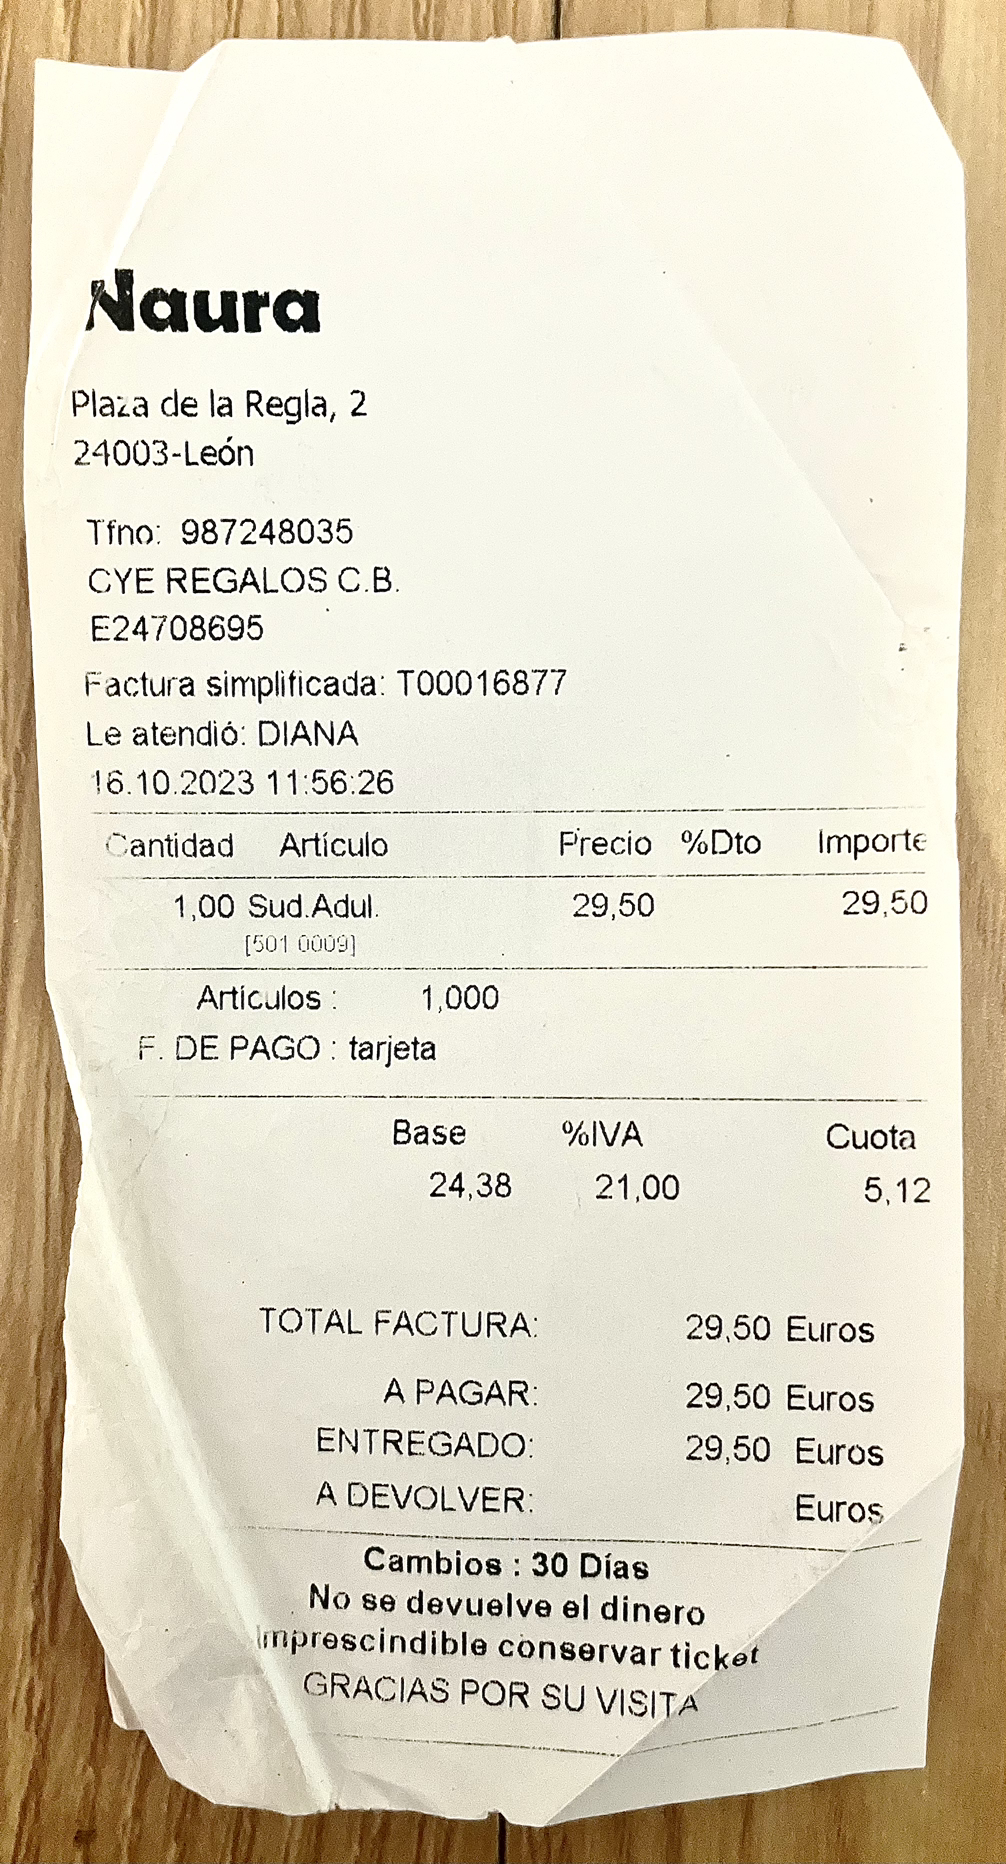 Naura
Plaza de la Regla, 2
24003-León
Tfno: 987248035
CYE REGALOS C.B.
E24708695
Factura simplificada: T00016877
Le atendió: DIANA
16.10.2023 11:56:26
Cantidad Artículo Precio %Dto Importe
1,00 Sud.Adul. 29,50 29,50
[501 0009]
Artículos : 1,000
F. DE PAGO : tarjeta
Base %IVA Cuota
24,38 21,00 5,12
TOTAL FACTURA: 29,50 Euros
A PAGAR: 29,50 Euros
ENTREGADO: 29,50 Euros
A DEVOLVER: Euros
Cambios : 30 Días
No se devuelve el dinero
Imprescindible conservar ticket
GRACIAS POR SU VISITA